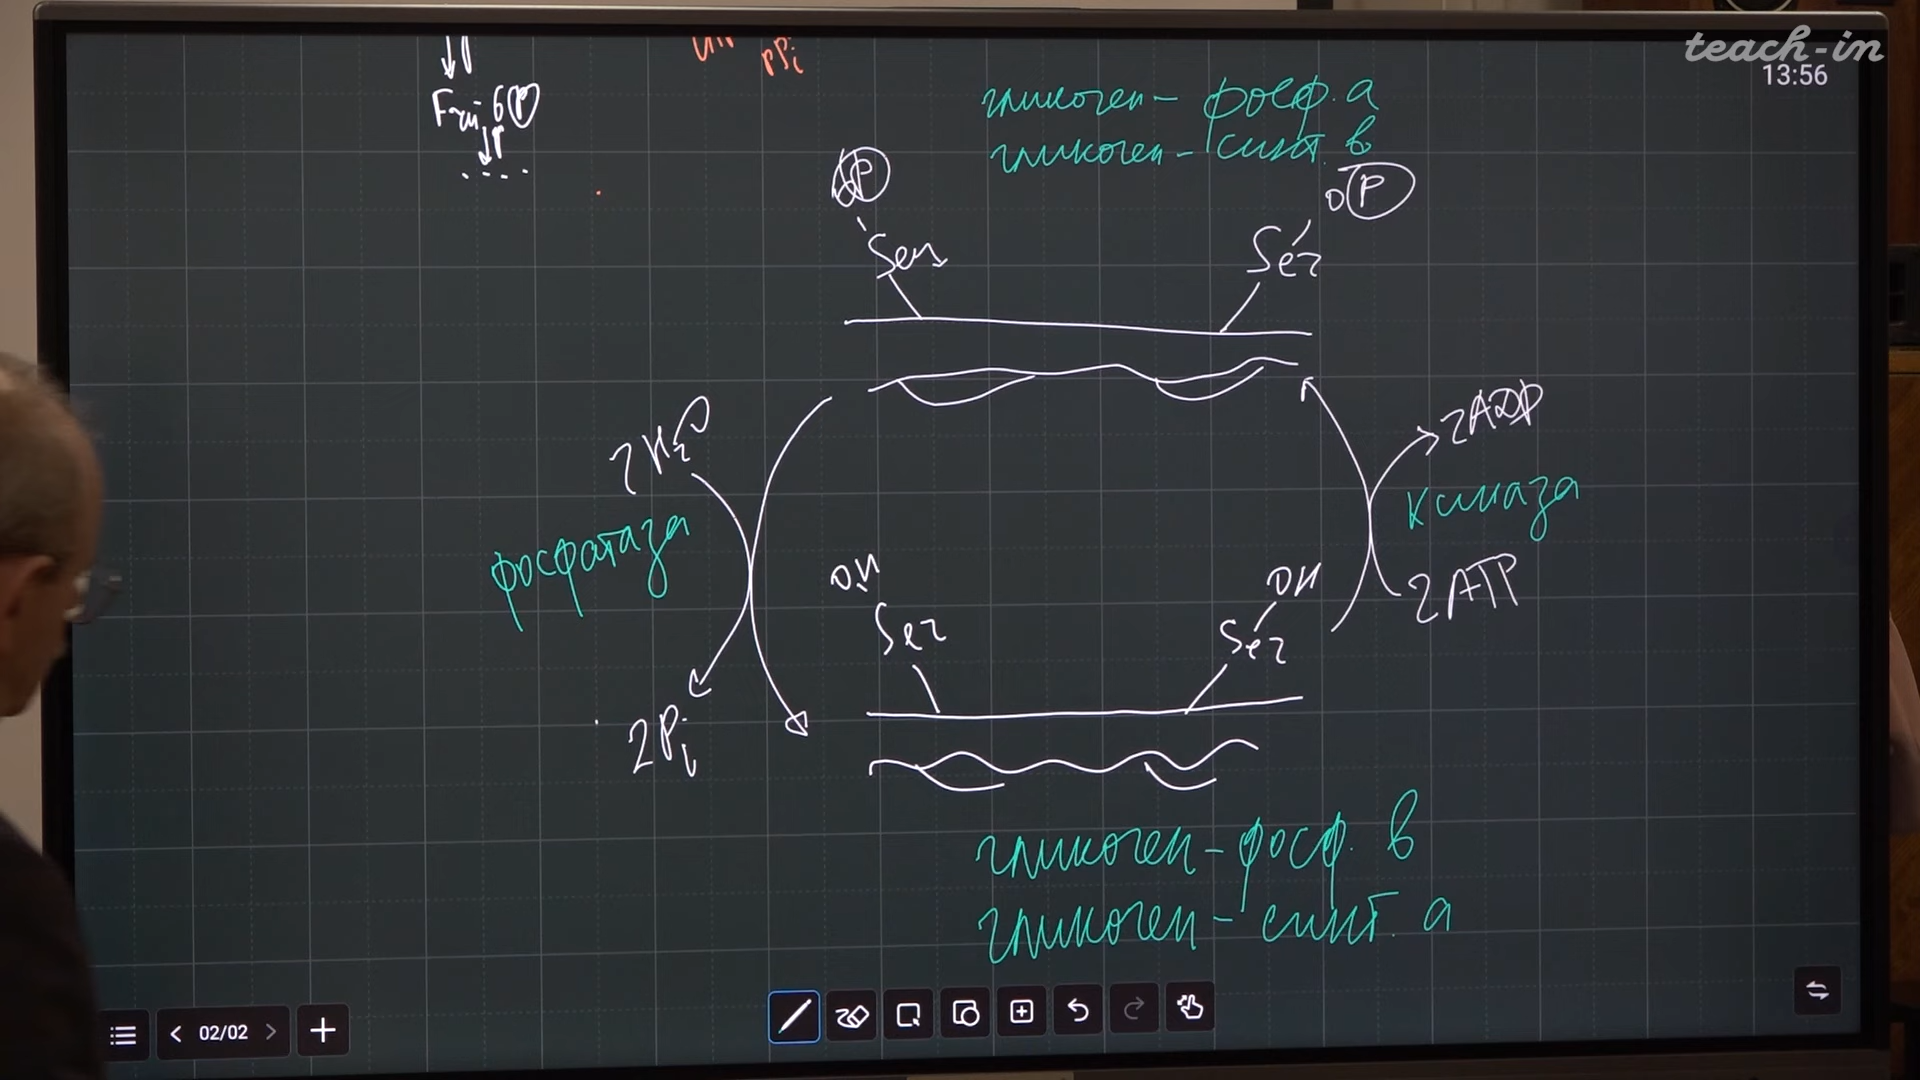 teach-in
13:56
PPi
Fru-6P
гликоген - фосф. а
гликоген - синт. в
P
OP
Ser
Ser
2H2O
2ADP
киназа
фосфатаза
2ATP
OH
OH
Ser
Ser
2Pi
гликоген - фосф. в
гликоген - синт. а
02/02